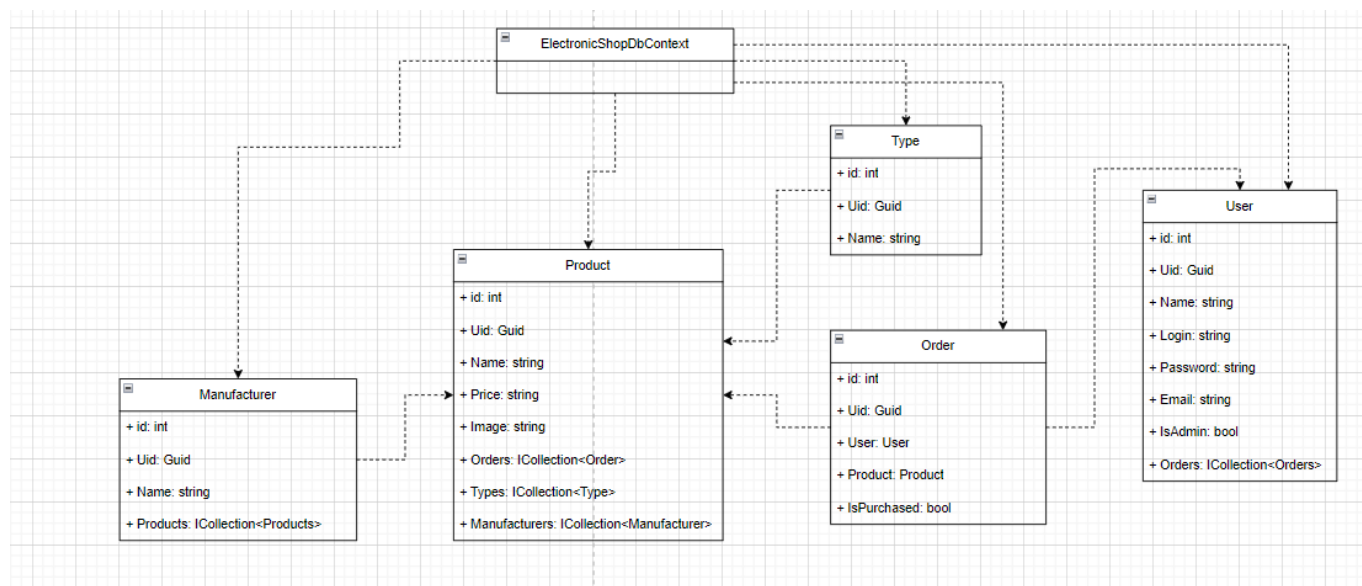 ElectronicShopDbContext
Type
+ id: int
+ Uid: Guid
+ Name: string
User
+ id: int
+ Uid: Guid
+ Name: string
+ Login: string
+ Password: string
+ Email: string
+ IsAdmin: bool
+ Orders: ICollection<Orders>
Product
+ id: int
+ Uid: Guid
+ Name: string
+ Price: string
+ Image: string
+ Orders: ICollection<Order>
+ Types: ICollection<Type>
+ Manufacturers: ICollection<Manufacturer>
Order
+ id: int
+ Uid: Guid
+ User: User
+ Product: Product
+ IsPurchased: bool
Manufacturer
+ id: int
+ Uid: Guid
+ Name: string
+ Products: ICollection<Products>